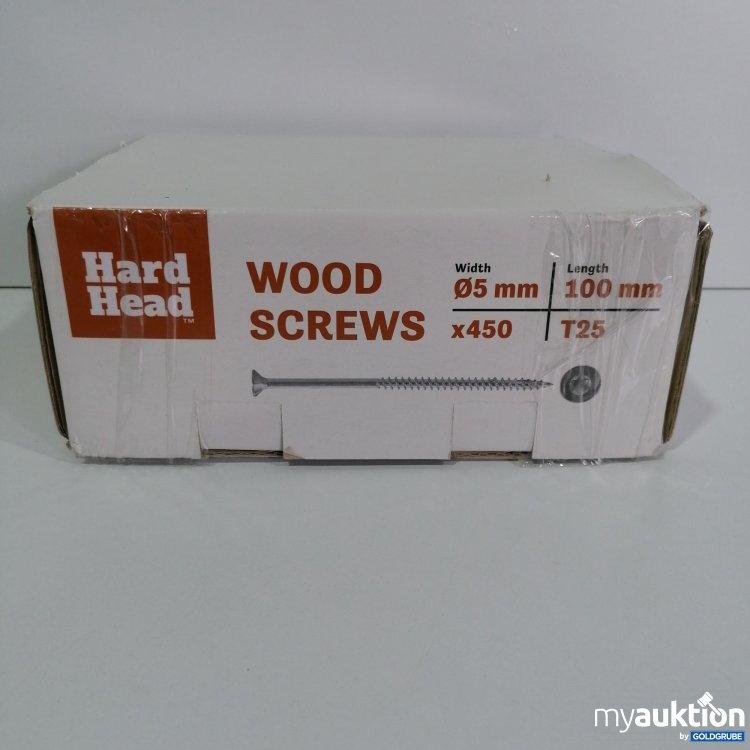 Hard
Head
TM
WOOD
SCREWS
Width
Ø5 mm
Length
100 mm
x450
T25
myauktion
by GOLDGRUBE